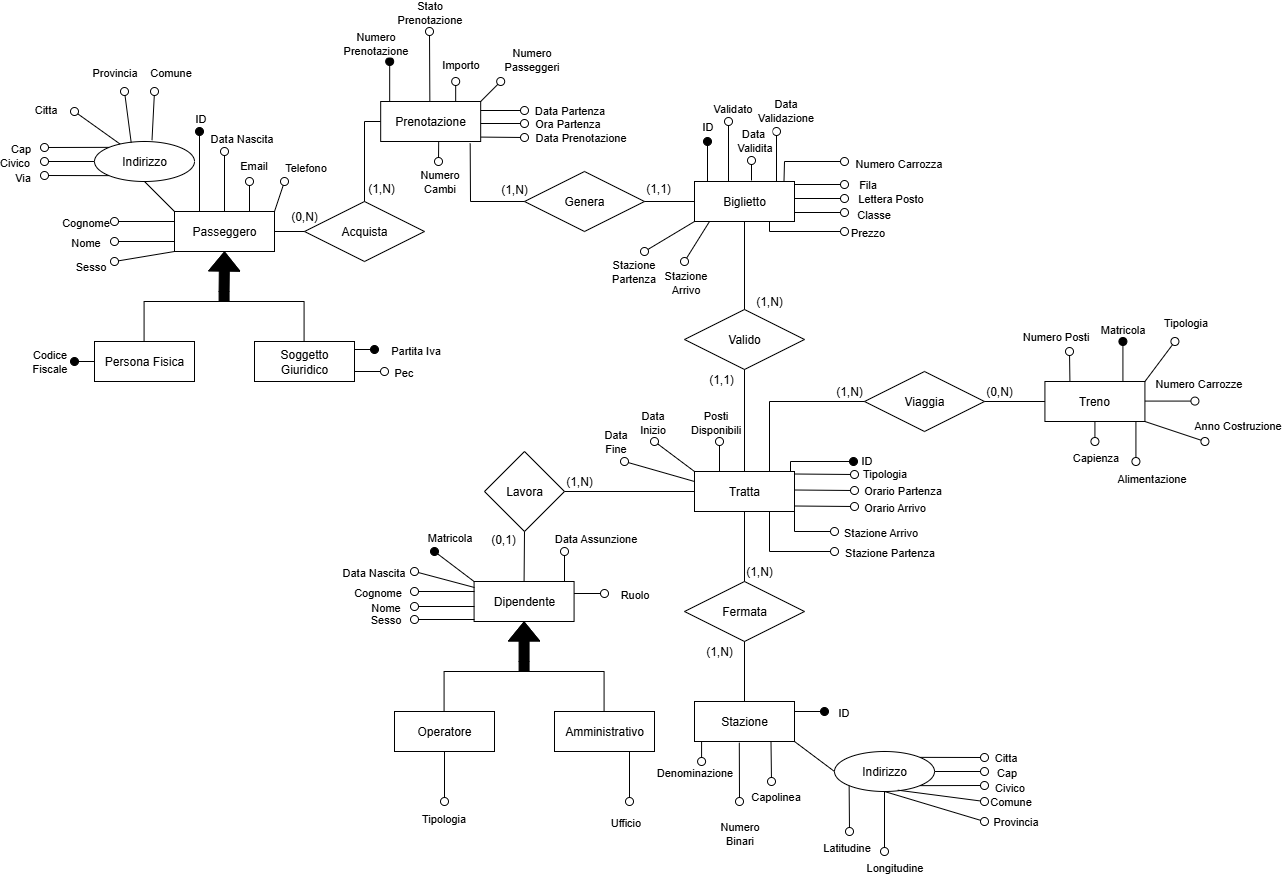 Stato
Prenotazione
Numero
Prenotazione
Importo
Numero
Passeggeri
Data Partenza
Ora Partenza
Data Prenotazione
Prenotazione
Numero
Cambi
Provincia
Comune
Citta
Cap
Civico
Via
Indirizzo
ID
Data Nascita
Email
Telefono
Cognome
Nome
Sesso
Passeggero
(0,N)
(1,N)
Acquista
Persona Fisica
Codice
Fiscale
Soggetto
Giuridico
Partita Iva
Pec
(1,N)
Genera
(1,1)
ID
Validato
Data
Validita
Data
Validazione
Numero Carrozza
Fila
Lettera Posto
Classe
Prezzo
Biglietto
Stazione
Partenza
Stazione
Arrivo
(1,N)
Valido
(1,1)
(1,N)
Viaggia
(0,N)
Numero Posti
Matricola
Tipologia
Numero Carrozze
Anno Costruzione
Treno
Capienza
Alimentazione
Data
Fine
Data
Inizio
Posti
Disponibili
ID
Tipologia
Orario Partenza
Orario Arrivo
Stazione Arrivo
Stazione Partenza
Tratta
(1,N)
Lavora
(0,1)
Matricola
Data Assunzione
Data Nascita
Cognome
Nome
Sesso
Ruolo
Dipendente
Operatore
Tipologia
Amministrativo
Ufficio
(1,N)
Fermata
(1,N)
Stazione
ID
Denominazione
Numero
Binari
Capolinea
Indirizzo
Citta
Cap
Civico
Comune
Provincia
Latitudine
Longitudine